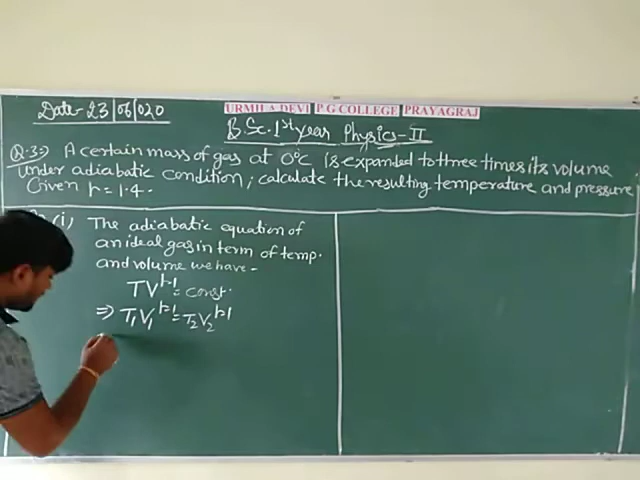 Date- 23/06/020
URMILA DEVI P G COLLEGE PRAYAGRAJ
B.Sc. 1st year Physics-II
Q.3⇒ A certain mass of gas at 0°C is expanded to three times its volume
under adiabatic condition; calculate the resulting temperature and pressure
Given r = 1.4.
(i) The adiabatic equation of
an ideal gas in term of temp.
and volume we have-
TV^r-1 = const.
⇒ T₁V₁^r-1 = T₂V₂^r-1